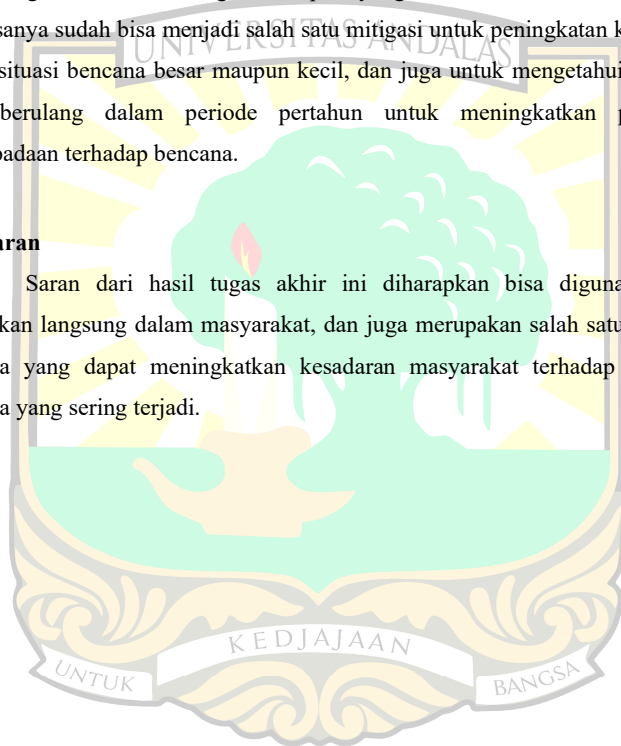 sanya sudah bisa menjadi salah satu mitigasi untuk peningkatan k
situasi bencana besar maupun kecil, dan juga untuk mengetahui
berulang dalam periode pertahun untuk meningkatkan p
padaan terhadap bencana.
aran
Saran dari hasil tugas akhir ini diharapkan bisa diguna
kan langsung dalam masyarakat, dan juga merupakan salah satu
a yang dapat meningkatkan kesadaran masyarakat terhadap
a yang sering terjadi.
UNIVERSITAS ANDALAS
KEDJAJAAN
UNTUK
BANGSA